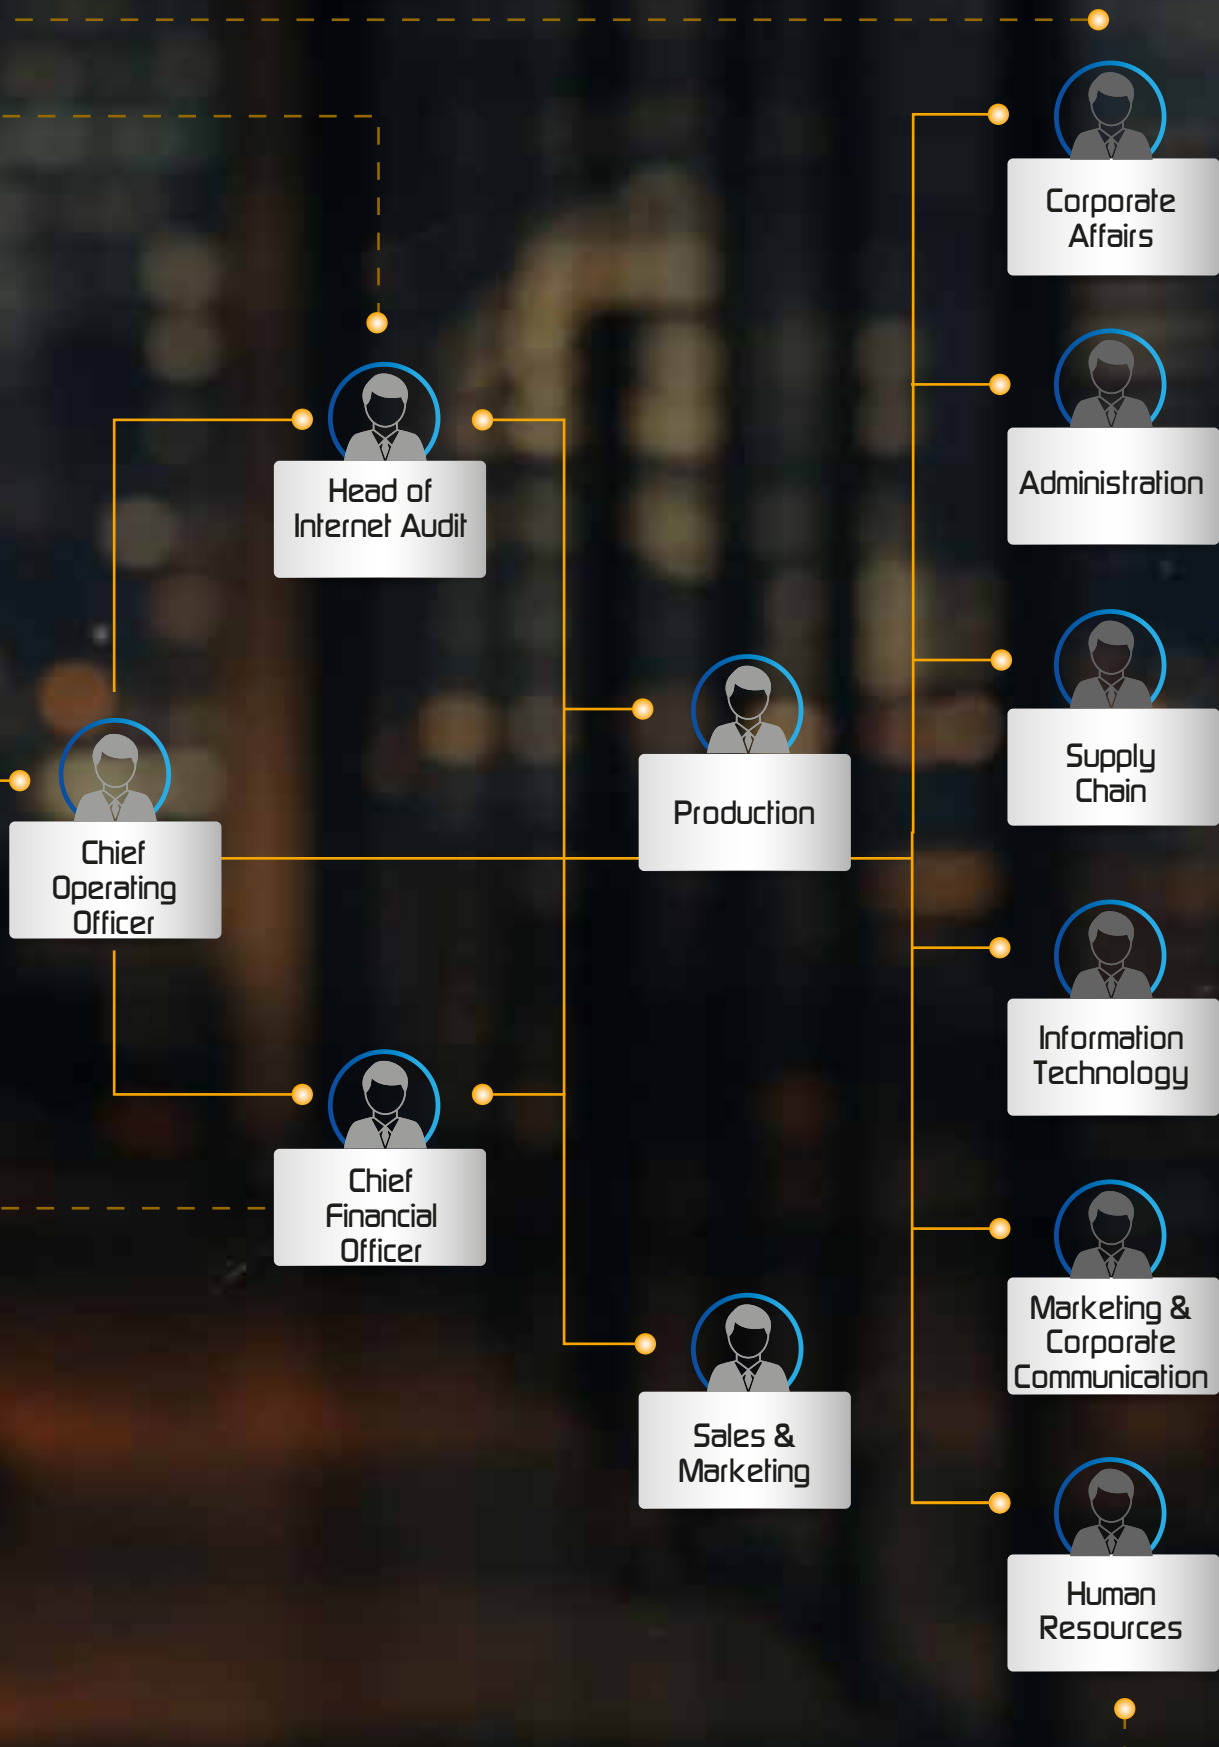 Corporate
Affairs
Administration
Head of
Internet Audit
Supply
Chain
Production
Chief
Operating
Officer
Information
Technology
Chief
Financial
Officer
Marketing &
Corporate
Communication
Sales &
Marketing
Human
Resources